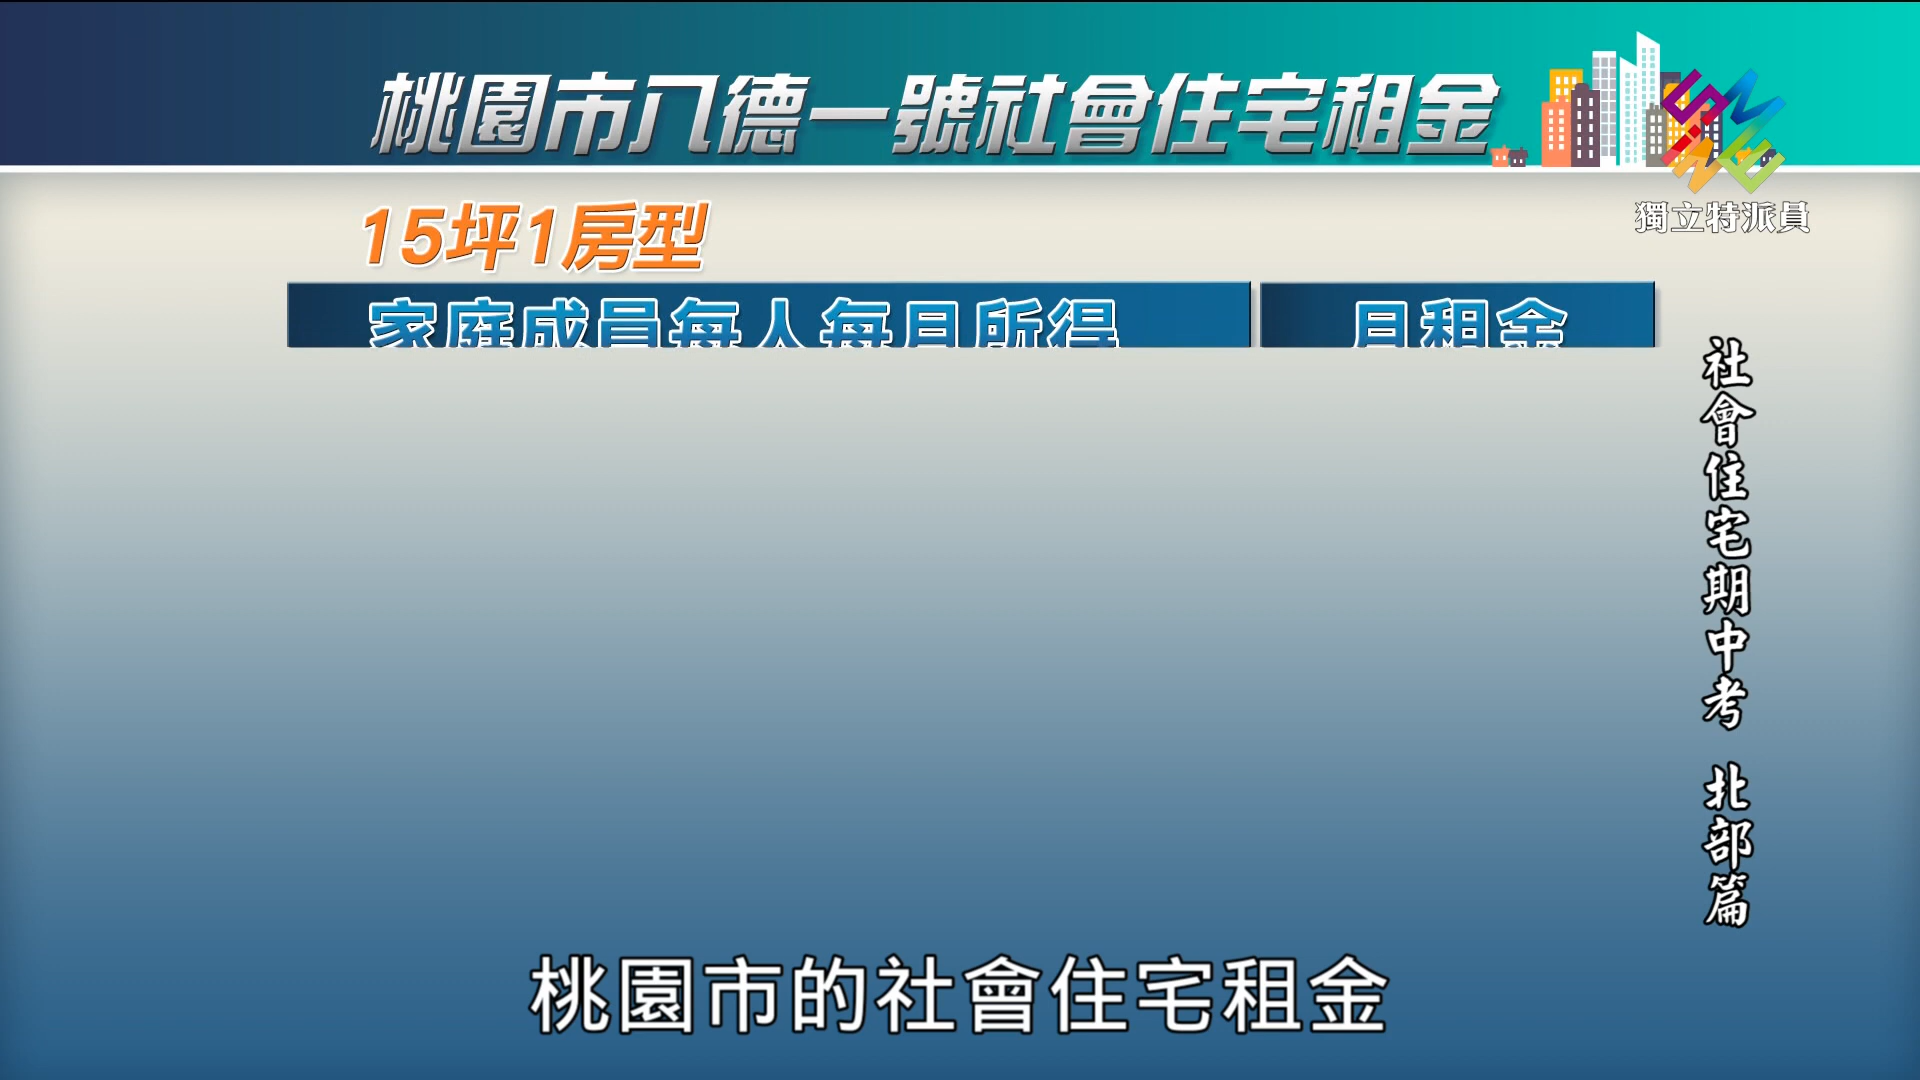 桃園市八德一號社會住宅租金
獨立特派員
15坪1房型
家庭成員每人每月所得 月租金
社會住宅期中考 北部篇
桃園市的社會住宅租金